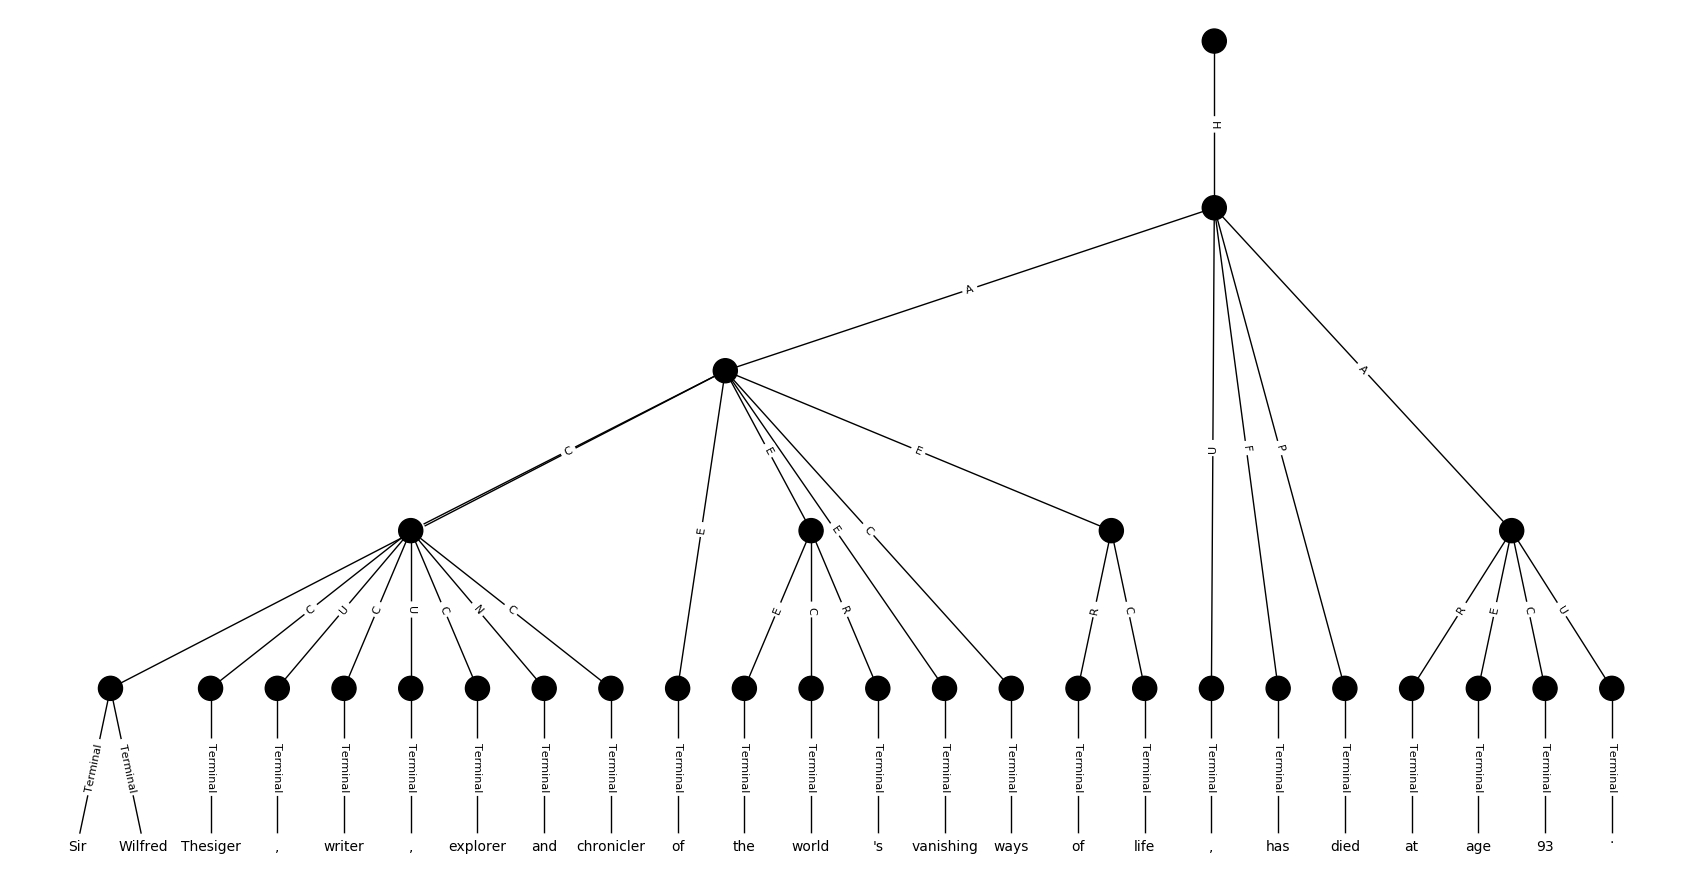 H
A
A
C
E
E
E
C
E
U
F
P
C
U
C
U
C
N
C
E
C
R
R
C
R
E
C
U
Terminal Terminal Terminal Terminal Terminal Terminal Terminal Terminal Terminal Terminal Terminal Terminal Terminal Terminal Terminal Terminal Terminal Terminal Terminal Terminal Terminal Terminal Terminal Terminal
Sir Wilfred Thesiger , writer , explorer and chronicler of the world 's vanishing ways of life , has died at age 93 .